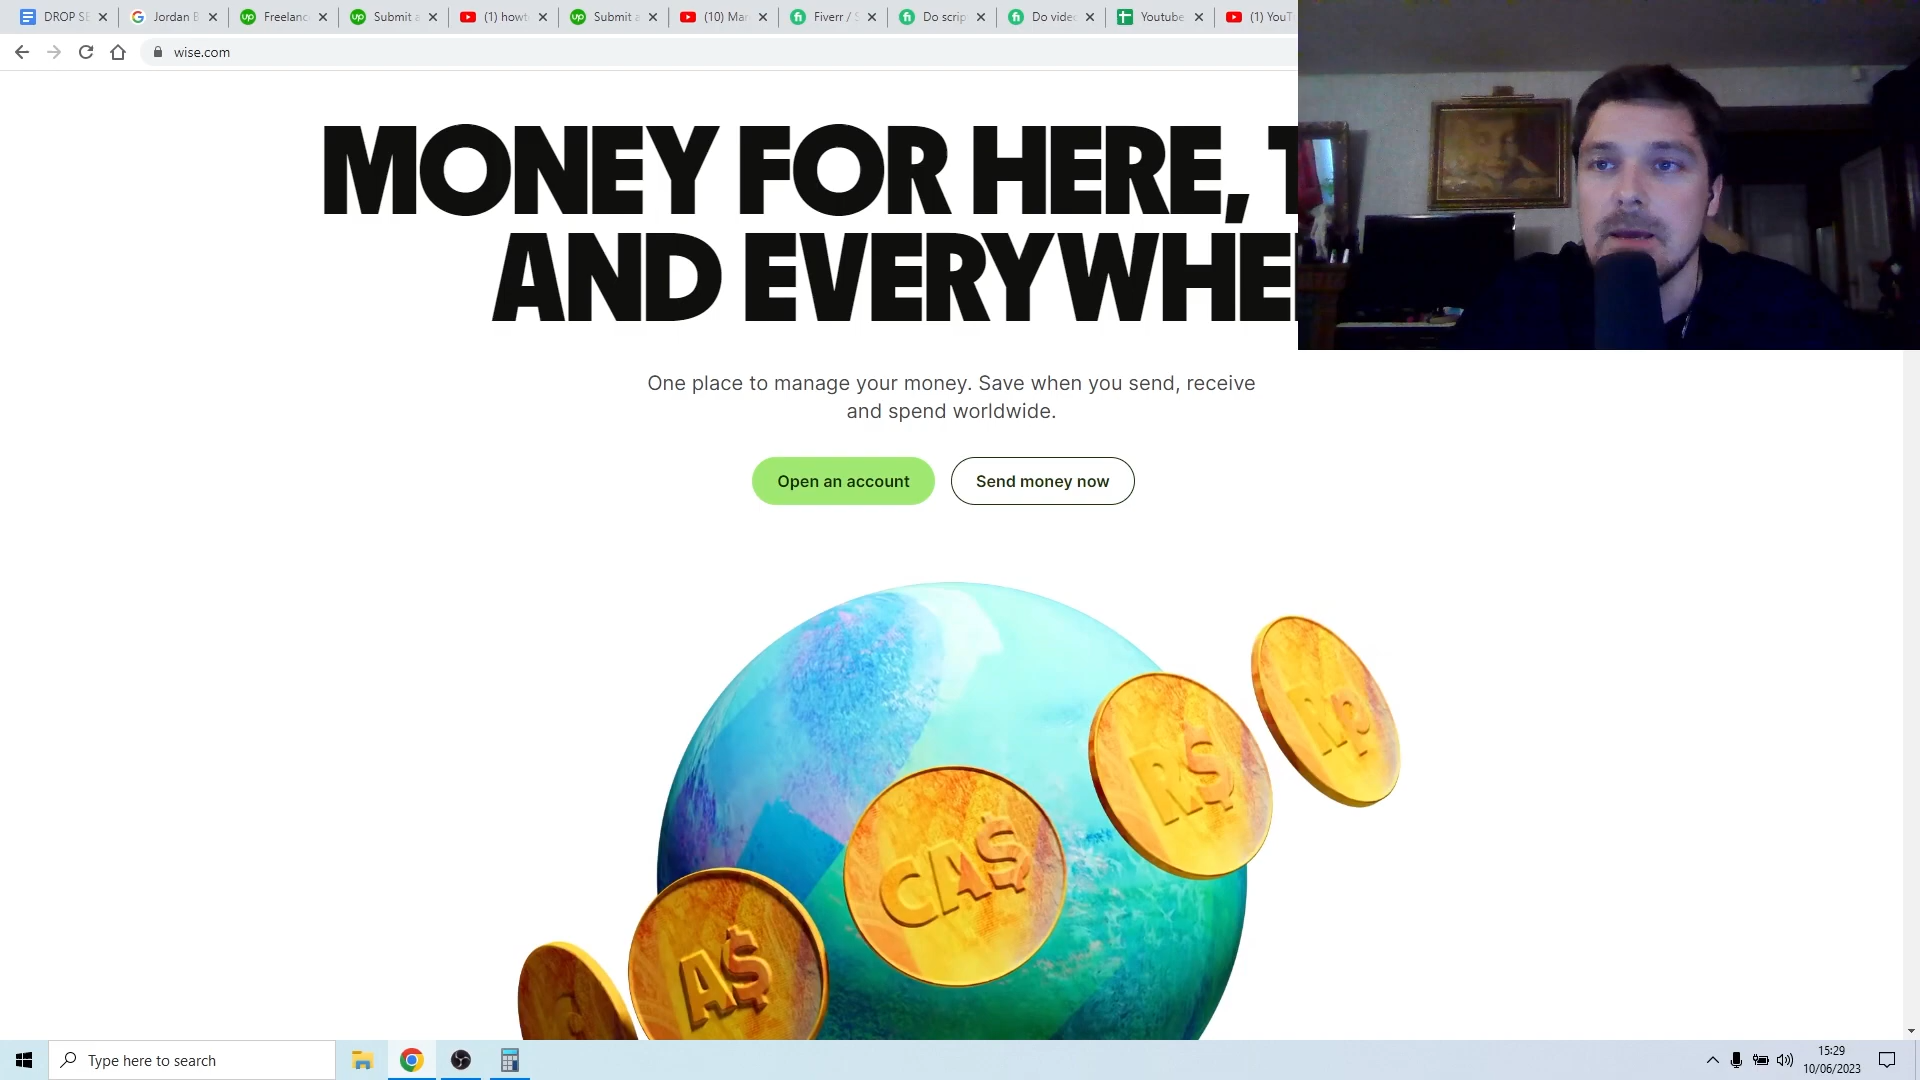 DROP SE
Jordan B
Freelanc
Submit a
(1) howt
Submit a
(10) Mar
Fiverr / S
Do scrip
Do vide
Youtube
(1) YouT
wise.com
MONEY FOR HERE, T
AND EVERYWHE
One place to manage your money. Save when you send, receive
and spend worldwide.
Open an account
Send money now
Rp
R$
CA$
A$
Type here to search
15:29
10/06/2023